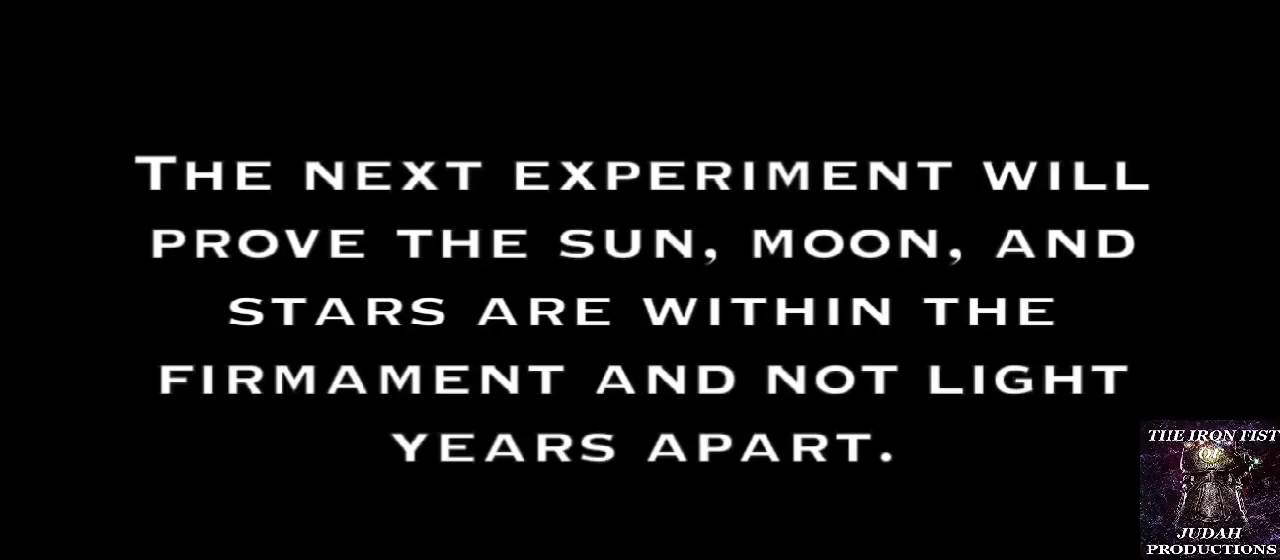 THE NEXT EXPERIMENT WILL
PROVE THE SUN, MOON, AND
STARS ARE WITHIN THE
FIRMAMENT AND NOT LIGHT
YEARS APART.
THE IRON FIST
OF
JUDAH
PRODUCTIONS